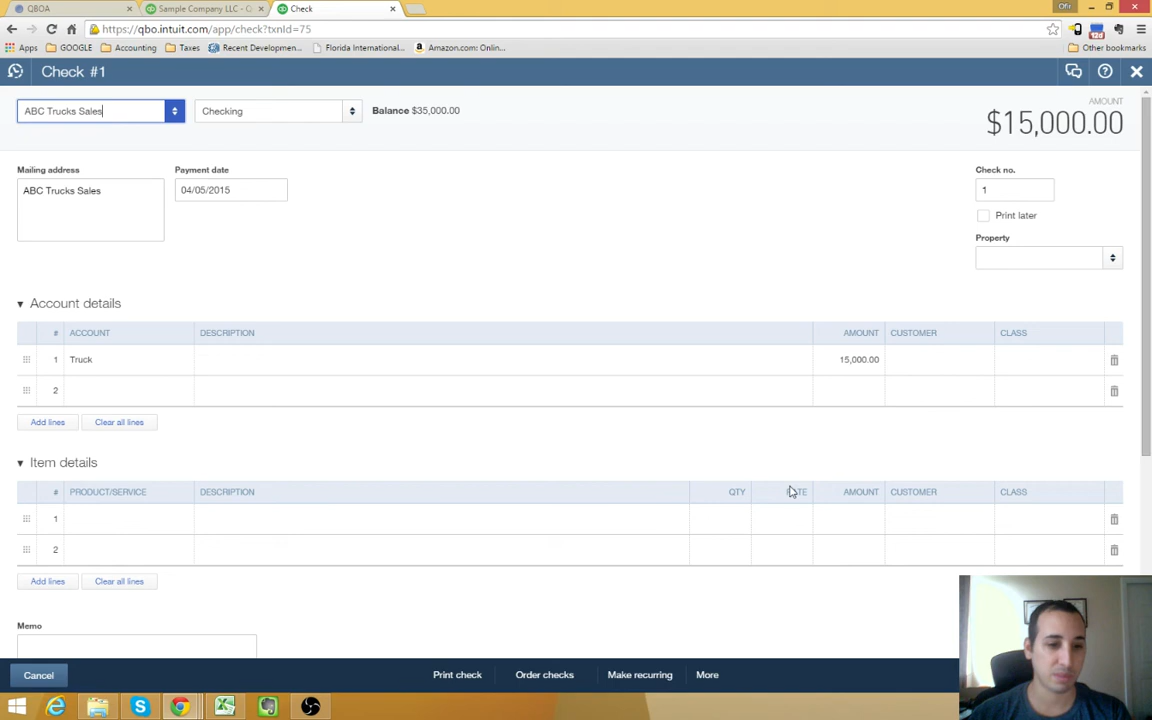 QBOA
Sample Company LLC -
Check
Ofir
https://qbo.intuit.com/app/check?txnId=75
12d
Apps
GOOGLE
Accounting
Taxes
Recent Developmen...
Florida International...
Amazon.com: Onlin...
Other bookmarks
Check #1
ABC Trucks Sales
Checking
Balance $35,000.00
AMOUNT
$15,000.00
Mailing address
Payment date
Check no.
ABC Trucks Sales
04/05/2015
1
Print later
Property
Account details
# ACCOUNT DESCRIPTION AMOUNT CUSTOMER CLASS
1 Truck 15,000.00
2
Add lines
Clear all lines
Item details
# PRODUCT/SERVICE DESCRIPTION QTY AMOUNT CUSTOMER CLASS
1
2
Add lines
Clear all lines
Memo
Cancel
Print check
Order checks
Make recurring
More